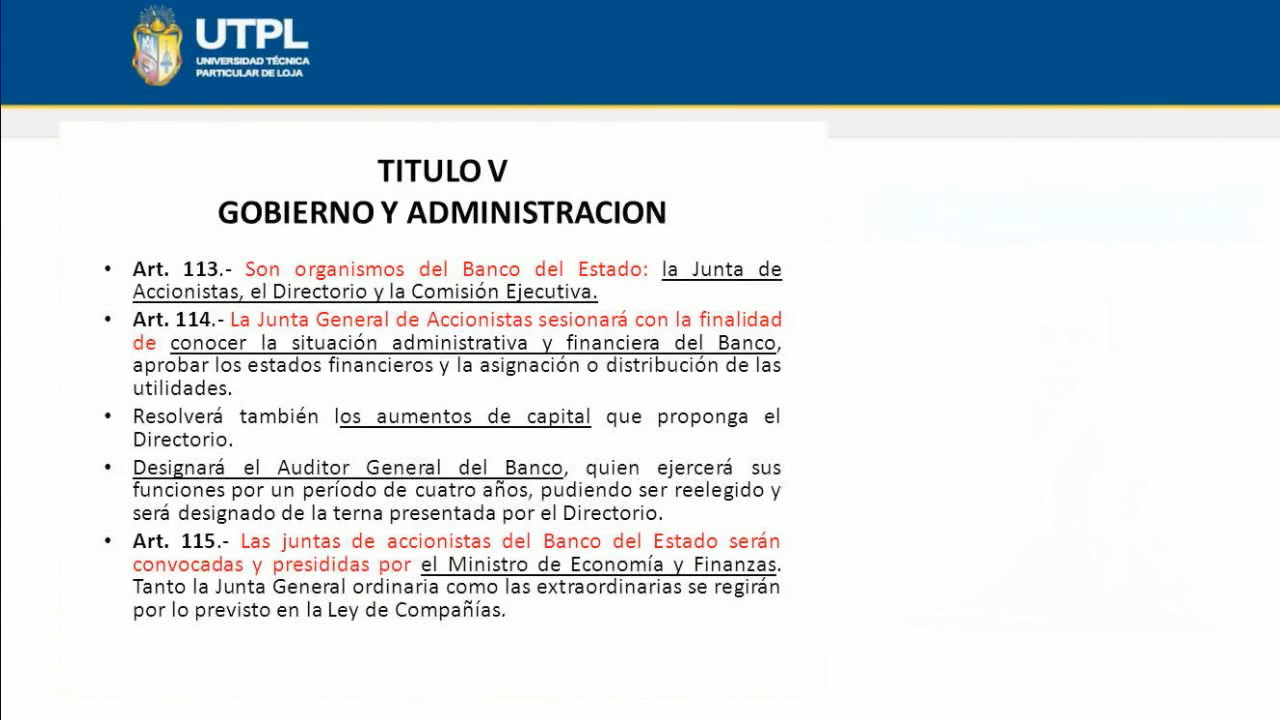 UTPL
UNIVERSIDAD TÉCNICA
PARTICULAR DE LOJA
TITULO V
GOBIERNO Y ADMINISTRACION
• Art. 113.- Son organismos del Banco del Estado: la Junta de
Accionistas, el Directorio y la Comisión Ejecutiva.
• Art. 114.- La Junta General de Accionistas sesionará con la finalidad
de conocer la situación administrativa y financiera del Banco,
aprobar los estados financieros y la asignación o distribución de las
utilidades.
• Resolverá también los aumentos de capital que proponga el
Directorio.
• Designará el Auditor General del Banco, quien ejercerá sus
funciones por un período de cuatro años, pudiendo ser reelegido y
será designado de la terna presentada por el Directorio.
• Art. 115.- Las juntas de accionistas del Banco del Estado serán
convocadas y presididas por el Ministro de Economía y Finanzas.
Tanto la Junta General ordinaria como las extraordinarias se regirán
por lo previsto en la Ley de Compañías.